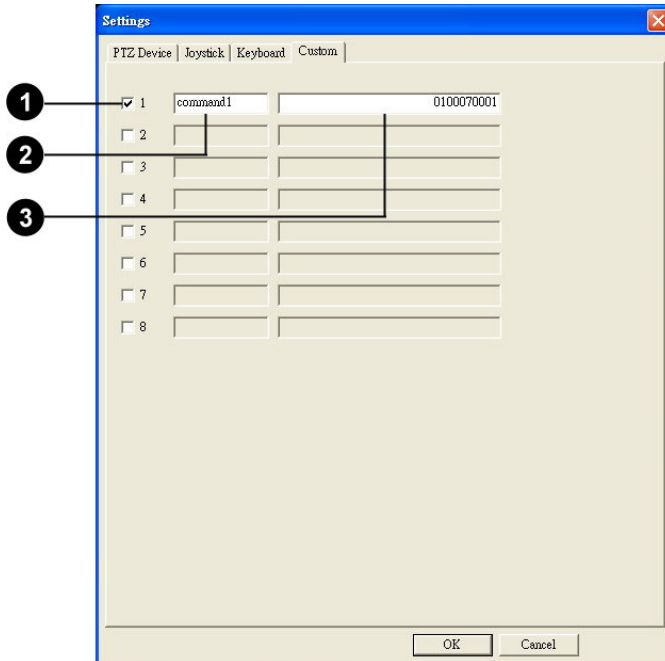 Settings
PTZ Device Joystick Keyboard Custom
1 1 command1 0100070001
2 2
3
3 4
5
6
7
8
OK Cancel